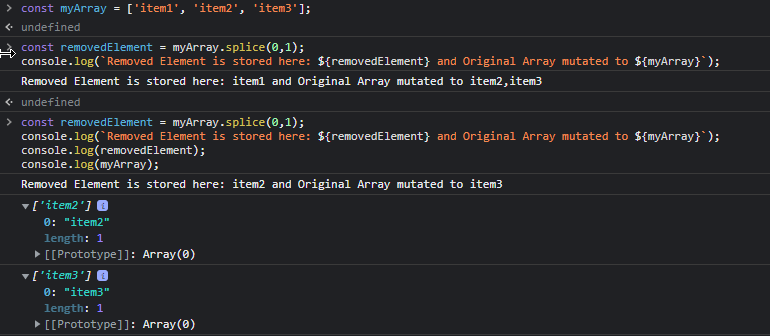 const myArray = ['item1', 'item2', 'item3'];
undefined
const removedElement = myArray.splice(0,1);
console.log(`Removed Element is stored here: ${removedElement} and Original Array mutated to ${myArray}`);
Removed Element is stored here: item1 and Original Array mutated to item2,item3
undefined
const removedElement = myArray.splice(0,1);
console.log(`Removed Element is stored here: ${removedElement} and Original Array mutated to ${myArray}`);
console.log(removedElement);
console.log(myArray);
Removed Element is stored here: item2 and Original Array mutated to item3
['item2'] i
0: "item2"
length: 1
[[Prototype]]: Array(0)
['item3'] i
0: "item3"
length: 1
[[Prototype]]: Array(0)